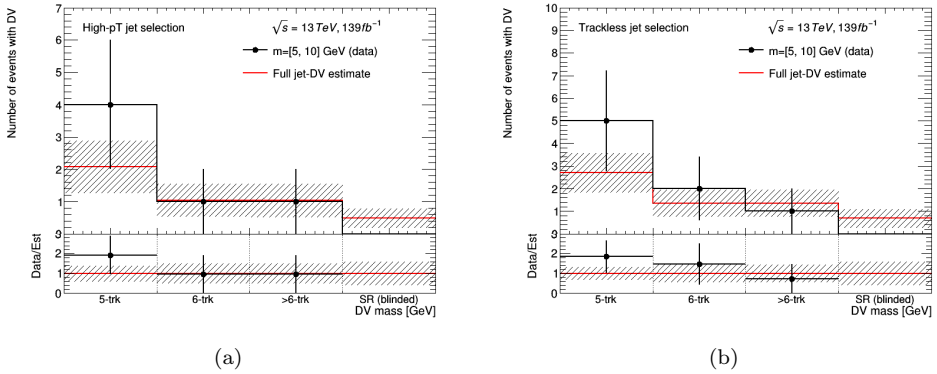 Number of events with DV
7
6
5
4
3
2
1
High-pT jet selection
√s = 13 TeV, 139 fb⁻¹
m=[5, 10] GeV (data)
Full jet-DV estimate
Data/Est
3
2
1
0
5-trk
6-trk
>6-trk
SR (blinded)
DV mass [GeV]
(a)
Number of events with DV
10
9
8
7
6
5
4
3
2
1
Trackless jet selection
√s = 13 TeV, 139 fb⁻¹
m=[5, 10] GeV (data)
Full jet-DV estimate
Data/Est
3
2
1
0
5-trk
6-trk
>6-trk
SR (blinded)
DV mass [GeV]
(b)